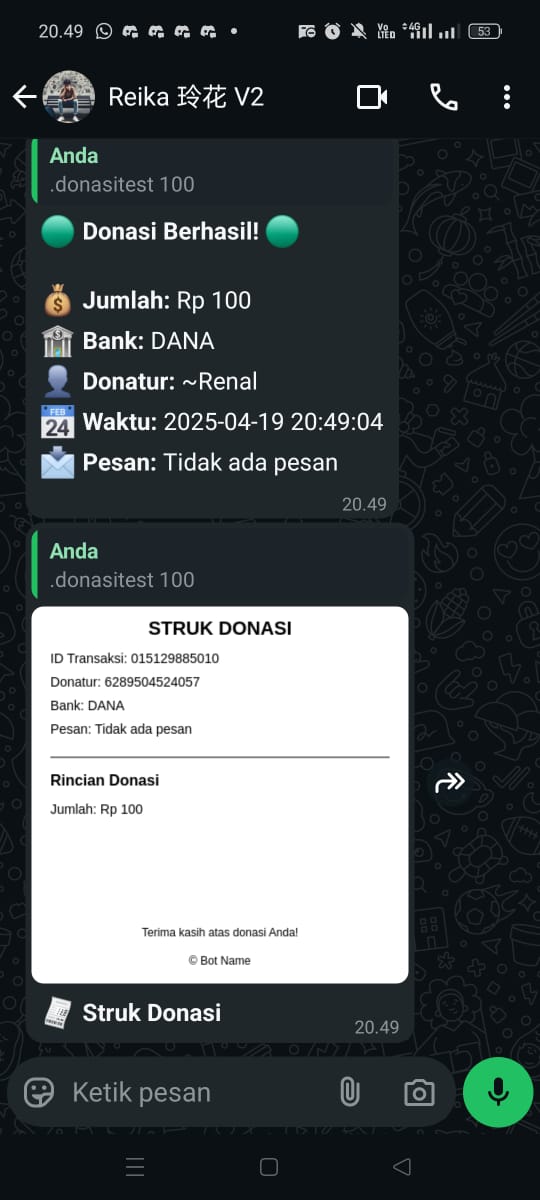 20.49
VoLTED 4G 53
Reika 玲花 V2
Anda
.donasitest 100
Donasi Berhasil!
Jumlah: Rp 100
Bank: DANA
Donatur: ~Renal
FEB 24 Waktu: 2025-04-19 20:49:04
Pesan: Tidak ada pesan
20.49
Anda
.donasitest 100
STRUK DONASI
ID Transaksi: 015129885010
Donatur: 6289504524057
Bank: DANA
Pesan: Tidak ada pesan
Rincian Donasi
Jumlah: Rp 100
Terima kasih atas donasi Anda!
© Bot Name
Struk Donasi
20.49
Ketik pesan